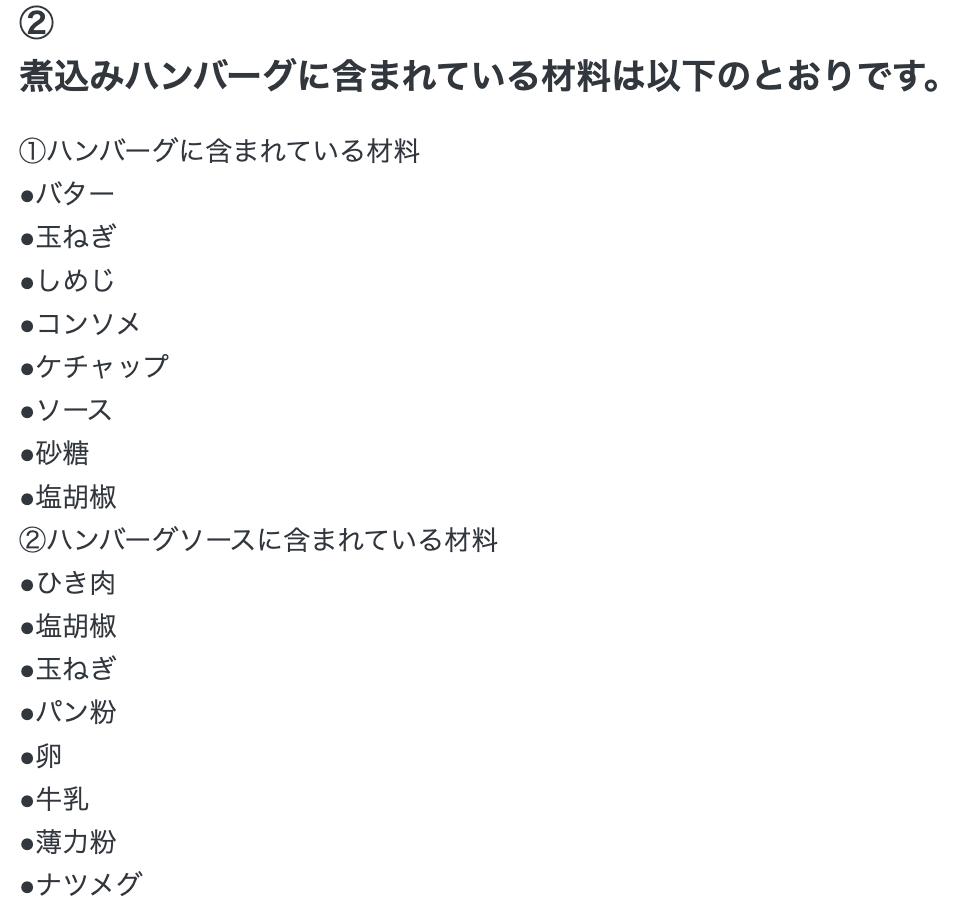 ②
煮込みハンバーグに含まれている材料は以下のとおりです。
①ハンバーグに含まれている材料
●バター
●玉ねぎ
●しめじ
●コンソメ
●ケチャップ
●ソース
●砂糖
●塩胡椒
②ハンバーグソースに含まれている材料
●ひき肉
●塩胡椒
●玉ねぎ
●パン粉
●卵
●牛乳
●薄力粉
●ナツメグ